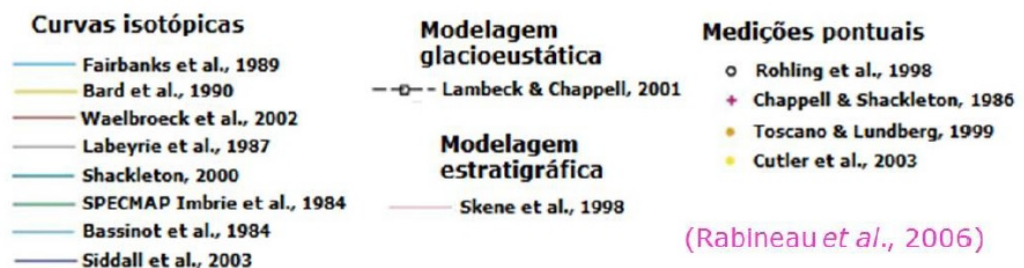 Curvas isotópicas
Fairbanks et al., 1989
Bard et al., 1990
Waelbroeck et al., 2002
Labeyrie et al., 1987
Shackleton, 2000
SPECMAP Imbrie et al., 1984
Bassinot et al., 1984
Siddall et al., 2003
Modelagem
glacioeustática
Lambeck & Chappell, 2001
Modelagem
estratigráfica
Skene et al., 1998
Medições pontuais
Rohling et al., 1998
Chappell & Shackleton, 1986
Toscano & Lundberg, 1999
Cutler et al., 2003
(Rabineau et al., 2006)